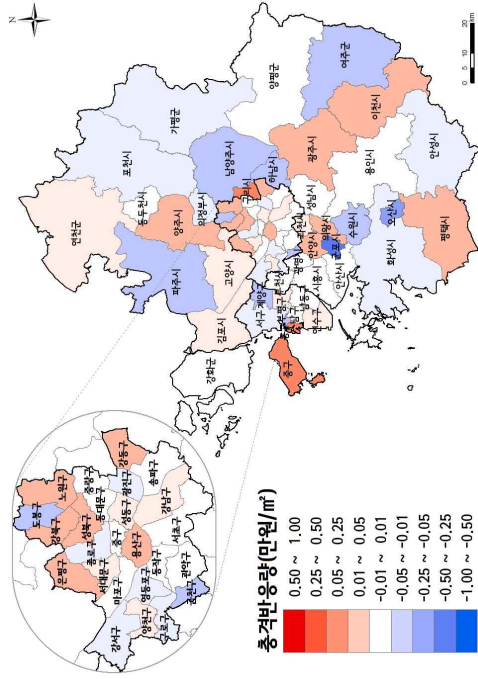 N
20
km
10
5
0
연천군
포천시
가평군
동두천시
양주시
의정부시
파주시
남양주시
고양시
구리시
하남시
양평군
여주군
김포시
강화군
서구
계양구
부평구
부천시
광명시
과천시
성남시
광주시
이천시
중구
남구
남동구
연수구
시흥시
안양시
의왕시
군포시
안산시
수원시
용인시
화성시
오산시
안성시
평택시
도봉구
노원구
강북구
은평구
성북구
중랑구
종로구
동대문구
서대문구
강동구
광진구
성동구
중구
마포구
용산구
강서구
영등포구
양천구
동작구
송파구
강남구
서초구
관악구
구로구
금천구
충격반응량(만원/㎡)
0.50 ~ 1.00
0.25 ~ 0.50
0.05 ~ 0.25
0.01 ~ 0.05
-0.01 ~ 0.01
-0.05 ~ -0.01
-0.25 ~ -0.05
-0.50 ~ -0.25
-1.00 ~ -0.50